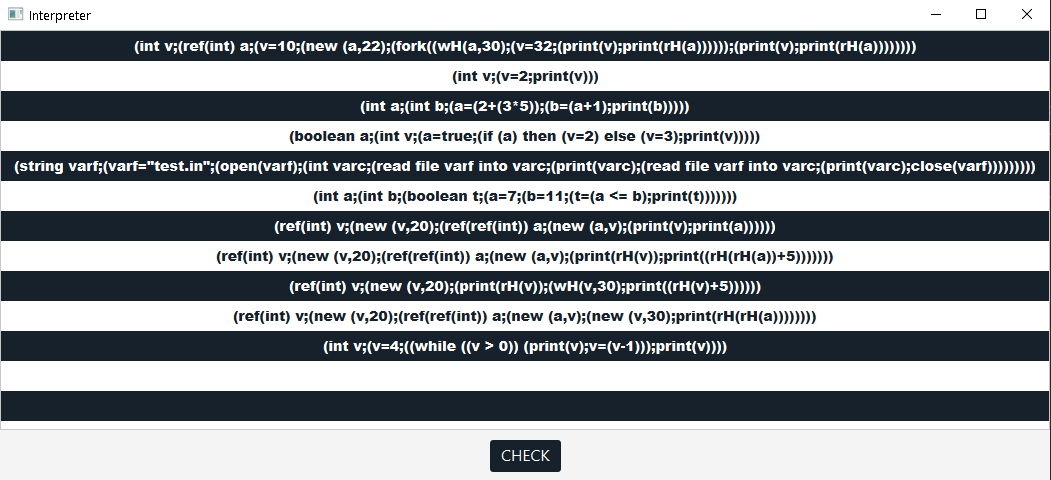 Interpreter
(int v;(ref(int) a;(v=10;(new (a,22);(fork((wH(a,30);(v=32;(print(v);print(rH(a))))));(print(v);print(rH(a))))))))
(int v;(v=2;print(v)))
(int a;(int b;(a=(2+(3*5));(b=(a+1);print(b)))))
(boolean a;(int v;(a=true;(if (a) then (v=2) else (v=3);print(v)))))
(string varf;(varf="test.in";(open(varf);(int varc;(read file varf into varc;(print(varc);(read file varf into varc;(print(varc);close(varf)))))))))
(int a;(int b;(boolean t;(a=7;(b=11;(t=(a <= b);print(t)))))))
(ref(int) v;(new (v,20);(ref(ref(int)) a;(new (a,v);(print(v);print(a))))))
(ref(int) v;(new (v,20);(ref(ref(int)) a;(new (a,v);(print(rH(v));print((rH(rH(a))+5)))))))
(ref(int) v;(new (v,20);(print(rH(v));(wH(v,30);print((rH(v)+5))))))
(ref(int) v;(new (v,20);(ref(ref(int)) a;(new (a,v);(new (v,30);print(rH(rH(a))))))))
(int v;(v=4;((while ((v > 0)) (print(v);v=(v-1)));print(v))))
CHECK